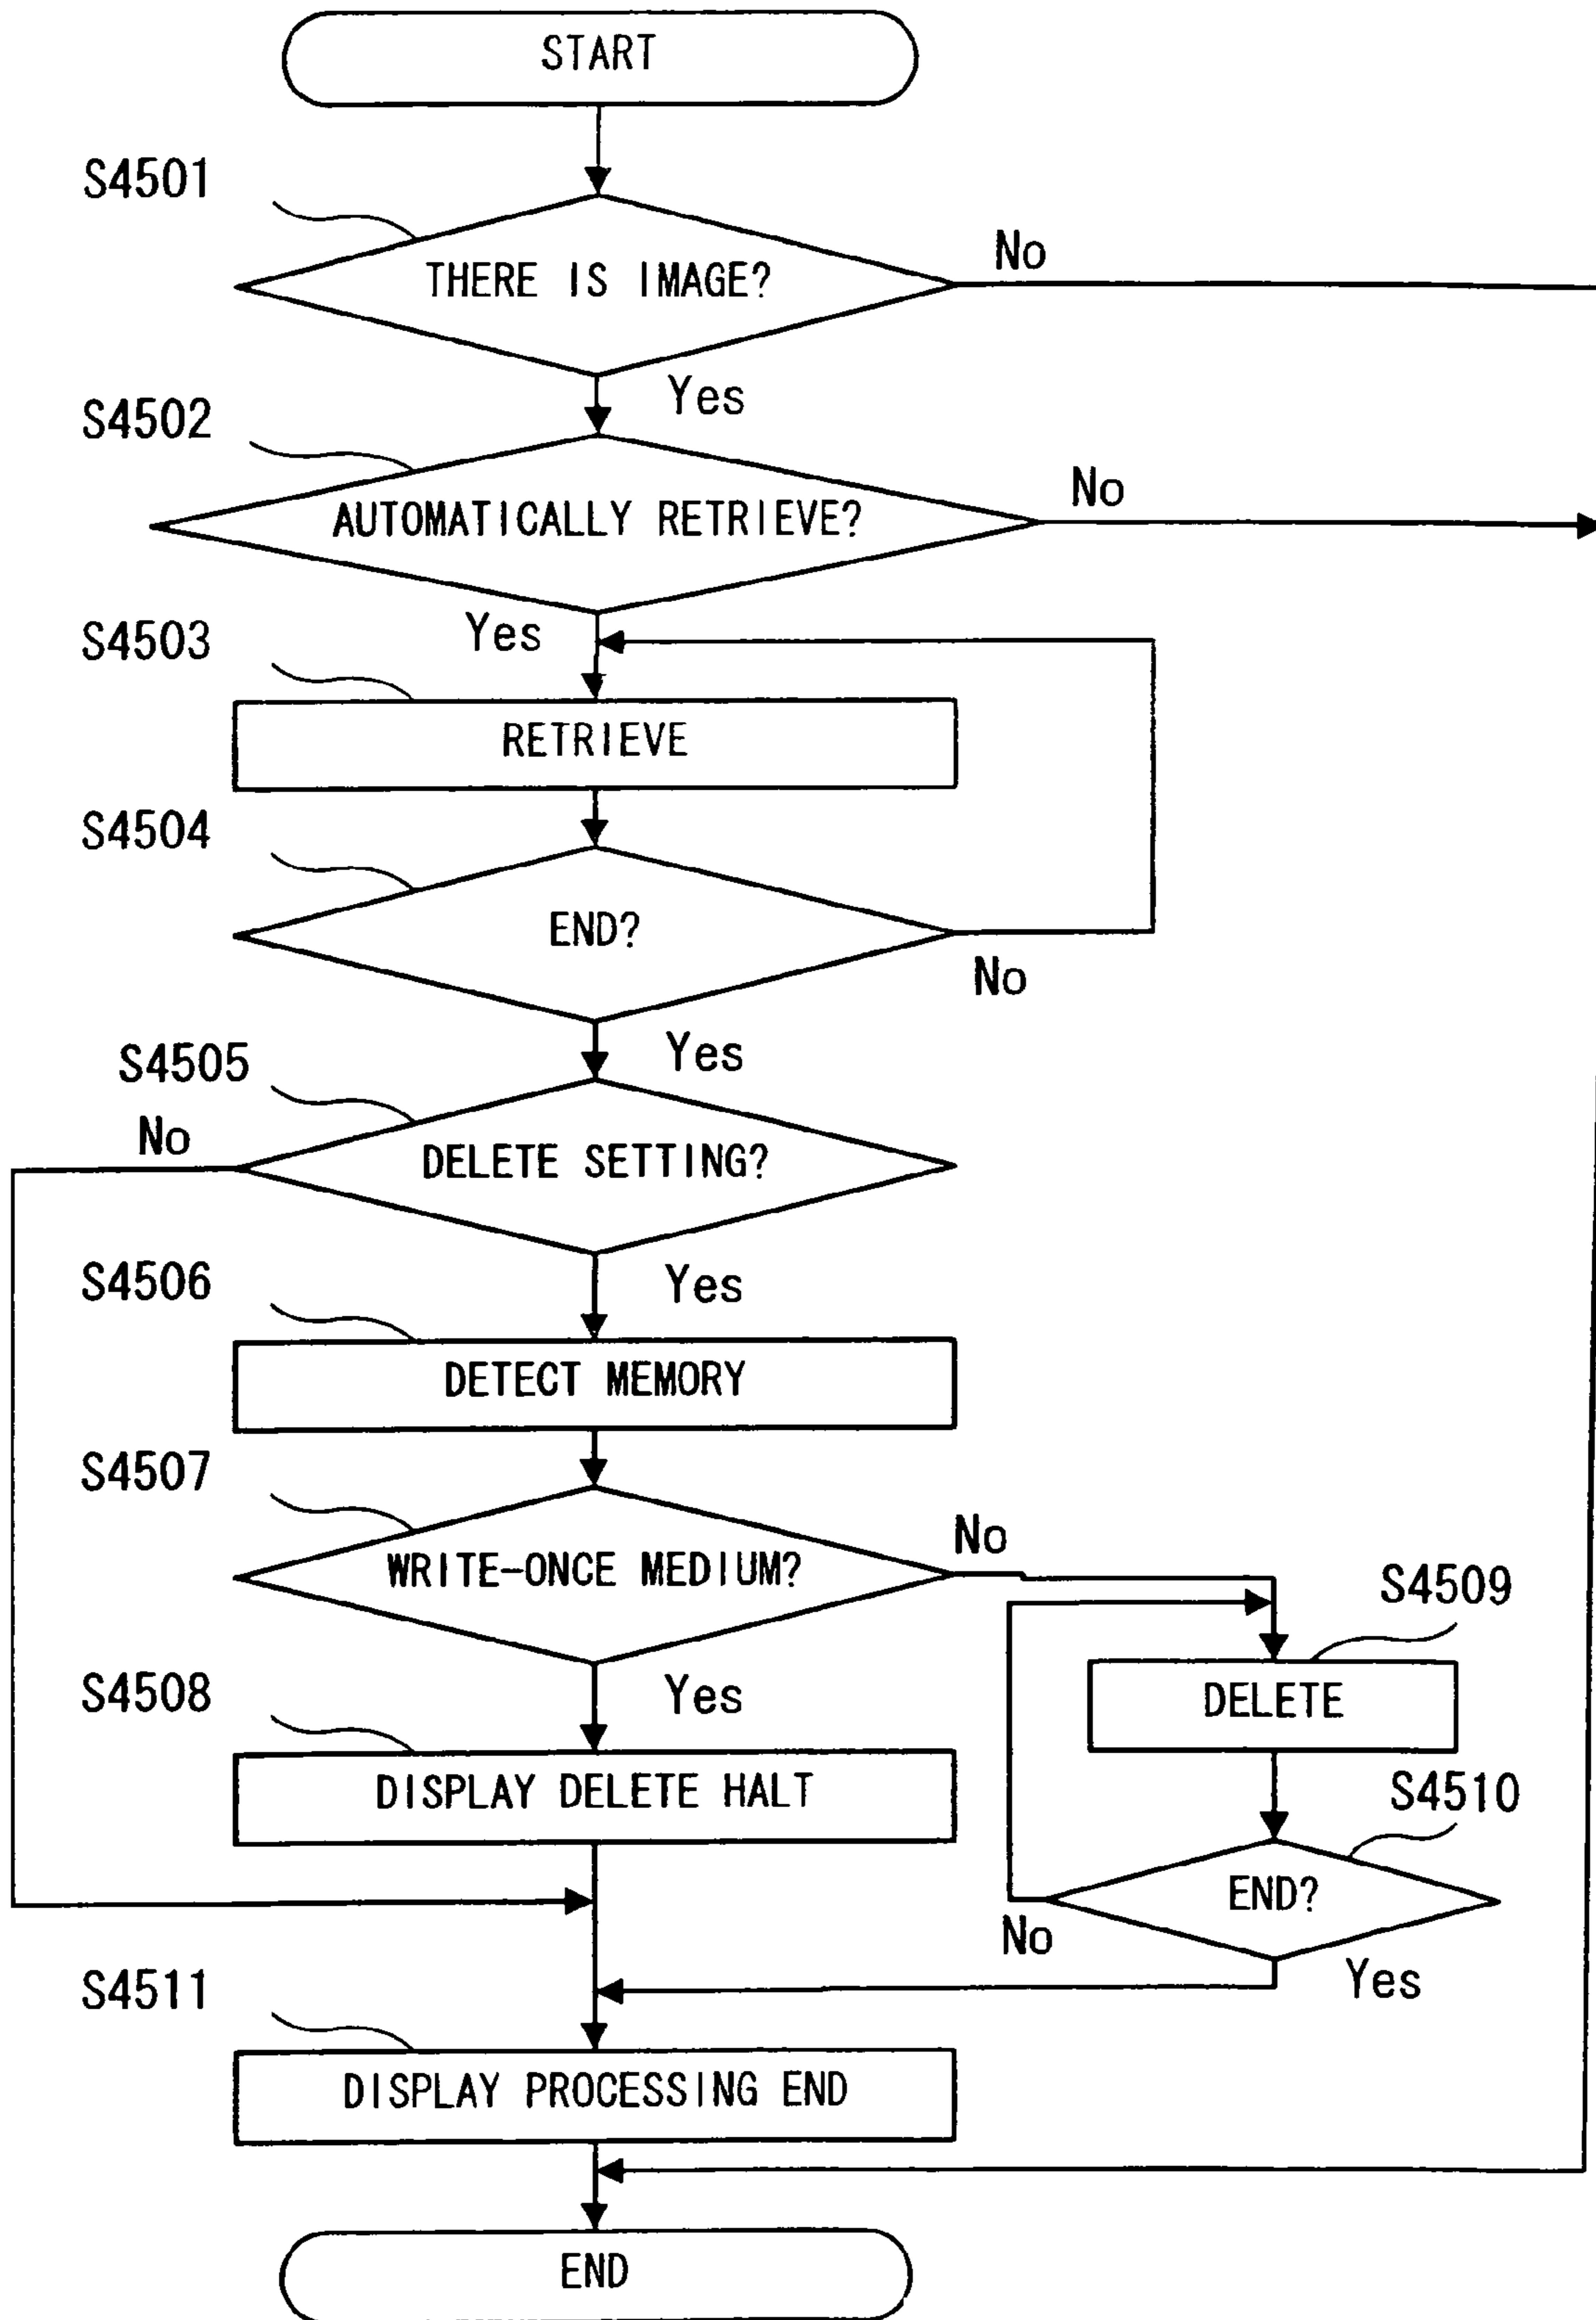 START
S4501
THERE IS IMAGE?
No
Yes
S4502
AUTOMATICALLY RETRIEVE?
No
Yes
S4503
RETRIEVE
S4504
END?
No
Yes
S4505
No
DELETE SETTING?
Yes
S4506
DETECT MEMORY
S4507
WRITE-ONCE MEDIUM?
No
S4509
DELETE
Yes
S4508
DISPLAY DELETE HALT
S4510
END?
No
Yes
S4511
DISPLAY PROCESSING END
END